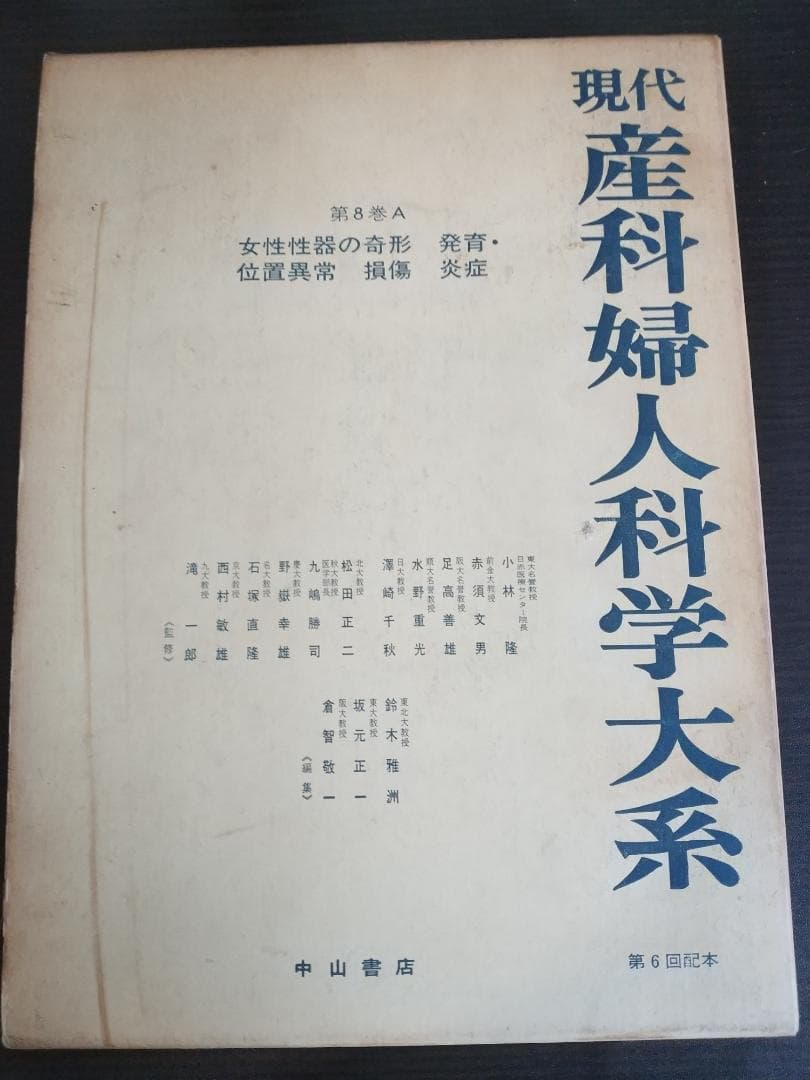 現代
産科婦人科学大系
第8巻A
女性性器の奇形　発育・
位置異常　損傷　炎症
東大名誉教授
日赤医療センター院長
小林 隆
前金大教授
赤須文男
阪大名誉教授
足高善雄
順大名誉教授
水野重光
日大教授
澤崎千秋
北大教授
松田正二
秋大教授
医学部長
九嶋勝司
慶大教授
野嶽幸雄
名大教授
石塚直隆
京大教授
西村敏雄
九大教授
滝 一郎
《監修》
東北大教授
鈴木雅洲
東大教授
坂元正一
阪大教授
倉智敬一
《編集》
中山書店
第6回配本